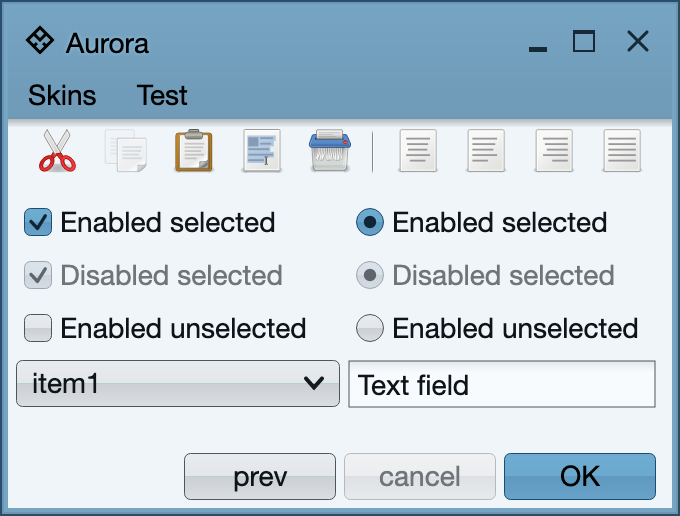 Aurora
Skins Test
Enabled selected Enabled selected
Disabled selected Disabled selected
Enabled unselected Enabled unselected
item1 Text field
prev cancel OK